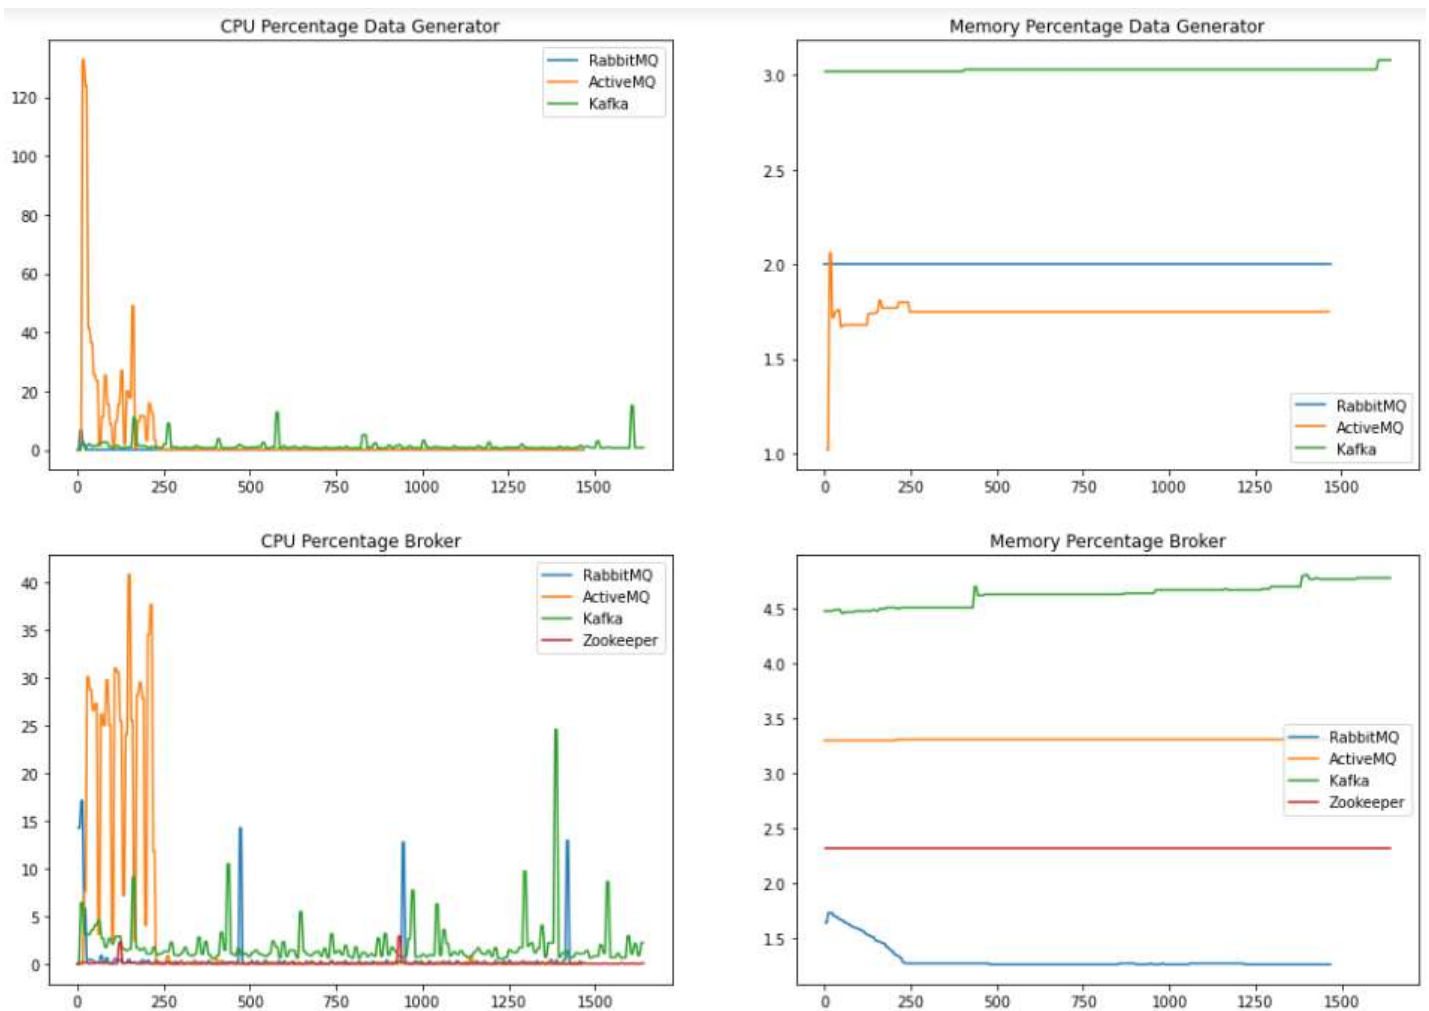 CPU Percentage Data Generator
RabbitMQ
ActiveMQ
Kafka
120
100
80
60
40
20
0
0 250 500 750 1000 1250 1500
Memory Percentage Data Generator
3.0
2.5
2.0
1.5
1.0
RabbitMQ
ActiveMQ
Kafka
0 250 500 750 1000 1250 1500
CPU Percentage Broker
RabbitMQ
ActiveMQ
Kafka
Zookeeper
40
35
30
25
20
15
10
5
0
0 250 500 750 1000 1250 1500
Memory Percentage Broker
4.5
4.0
3.5
3.0
2.5
2.0
1.5
RabbitMQ
ActiveMQ
Kafka
Zookeeper
0 250 500 750 1000 1250 1500